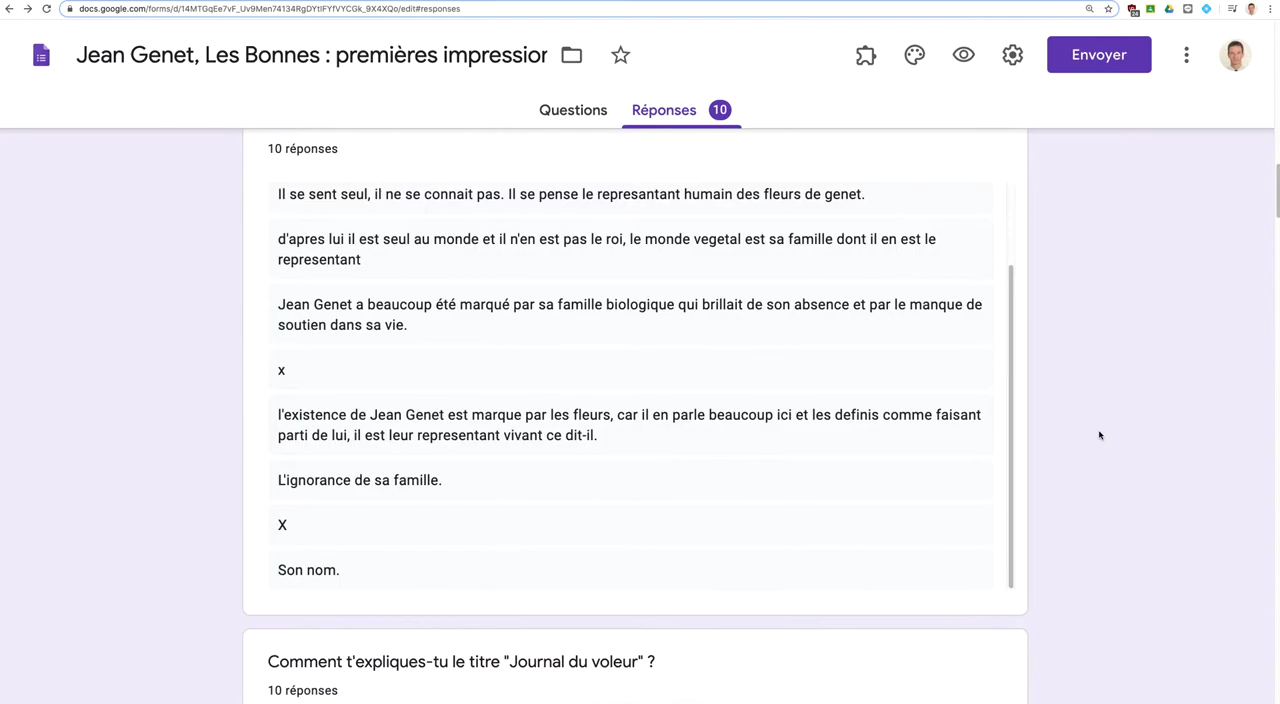 docs.google.com/forms/d/14MTGqEe7vF_Uv9Men74134RgDYtlFYfVYCGk_9X4XQo/edit#responses
Jean Genet, Les Bonnes : premières impression
Envoyer
Questions
Réponses 10
10 réponses
Il se sent seul, il ne se connait pas. Il se pense le represantant humain des fleurs de genet.
d'apres lui il est seul au monde et il n'en est pas le roi, le monde vegetal est sa famille dont il en est le
representant
Jean Genet a beaucoup été marqué par sa famille biologique qui brillait de son absence et par le manque de
soutien dans sa vie.
x
l'existence de Jean Genet est marque par les fleurs, car il en parle beaucoup ici et les definis comme faisant
parti de lui, il est leur representant vivant ce dit-il.
L'ignorance de sa famille.
X
Son nom.
Comment t'expliques-tu le titre "Journal du voleur" ?
10 réponses